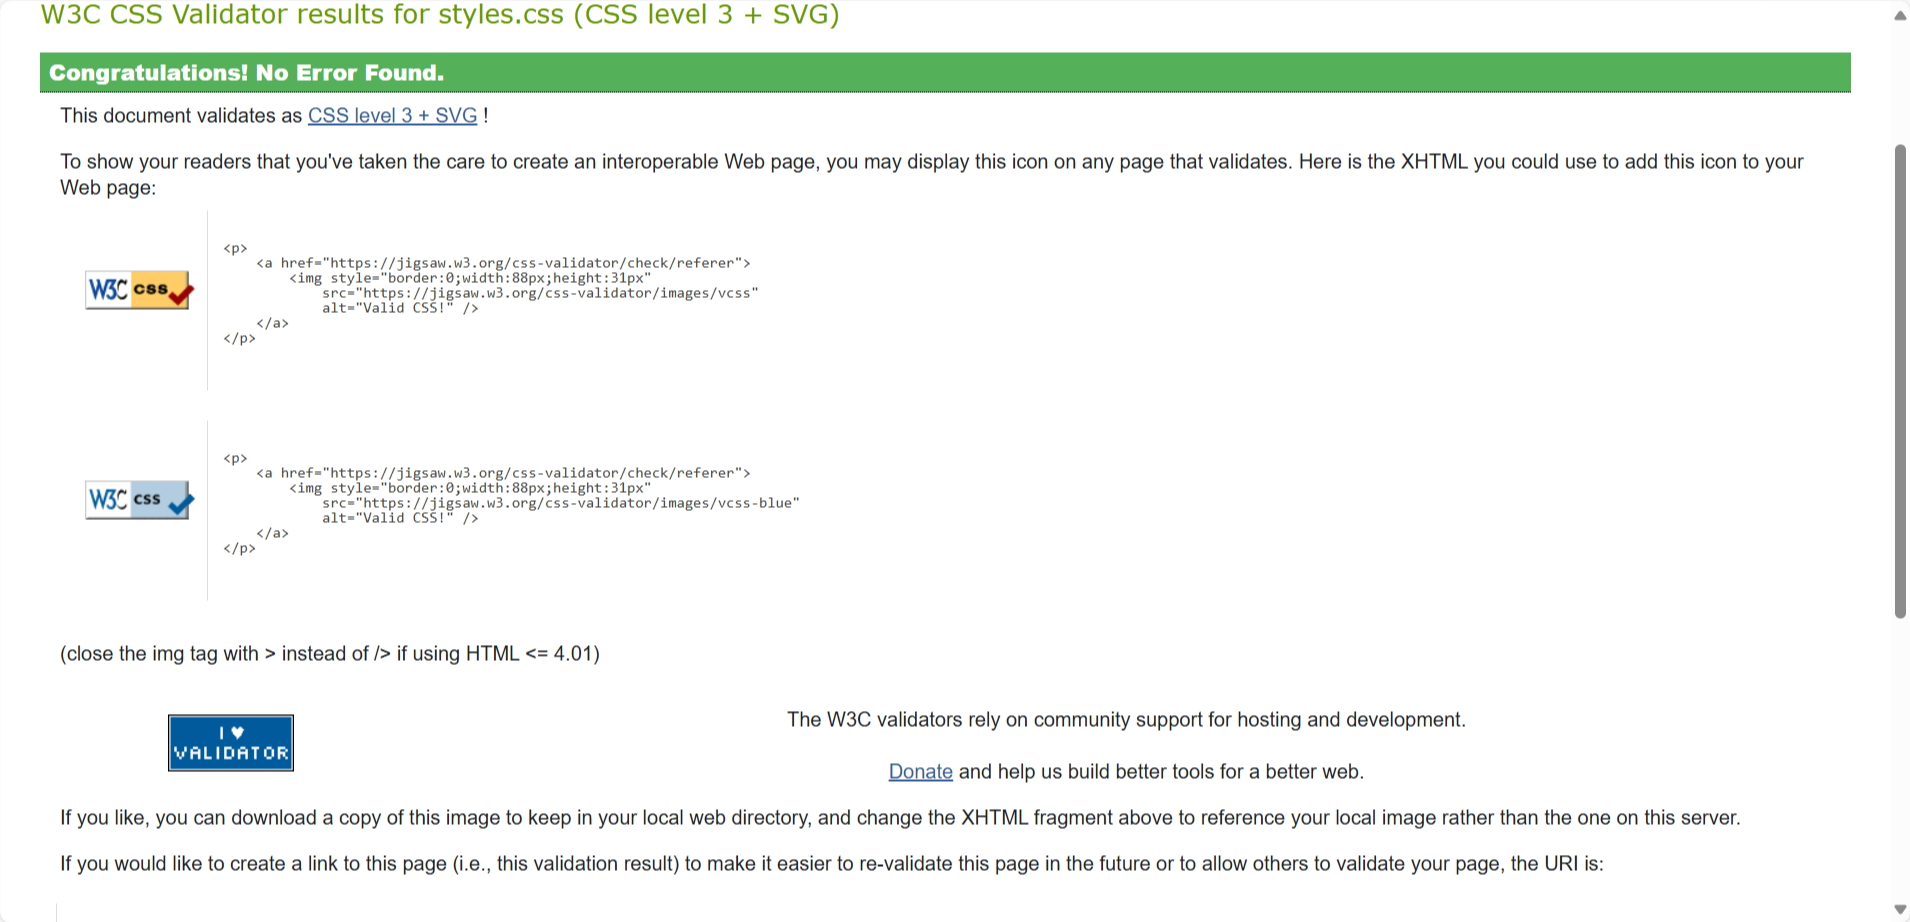 W3C CSS Validator results for styles.css (CSS level 3 + SVG)
Congratulations! No Error Found.
This document validates as CSS level 3 + SVG !
To show your readers that you've taken the care to create an interoperable Web page, you may display this icon on any page that validates. Here is the XHTML you could use to add this icon to your
Web page:
W3C css
<p>
    <a href="https://jigsaw.w3.org/css-validator/check/referer">
        <img style="border:0;width:88px;height:31px"
            src="https://jigsaw.w3.org/css-validator/images/vcss"
            alt="Valid CSS!" />
    </a>
</p>
W3C css
<p>
    <a href="https://jigsaw.w3.org/css-validator/check/referer">
        <img style="border:0;width:88px;height:31px"
            src="https://jigsaw.w3.org/css-validator/images/vcss-blue"
            alt="Valid CSS!" />
    </a>
</p>
(close the img tag with > instead of /> if using HTML <= 4.01)
I ♥
VALIDATOR
The W3C validators rely on community support for hosting and development.
Donate and help us build better tools for a better web.
If you like, you can download a copy of this image to keep in your local web directory, and change the XHTML fragment above to reference your local image rather than the one on this server.
If you would like to create a link to this page (i.e., this validation result) to make it easier to re-validate this page in the future or to allow others to validate your page, the URI is: